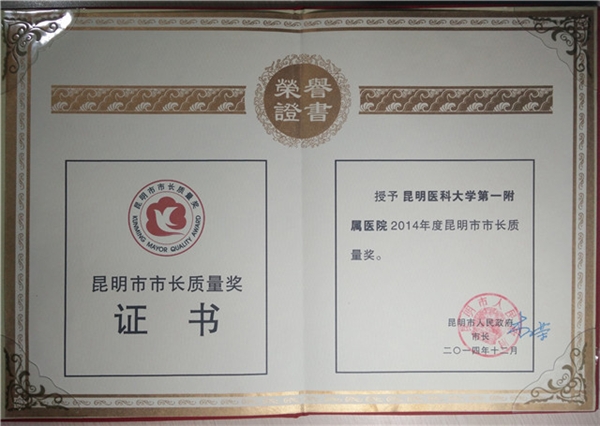 榮譽
證書
昆明市市长质量奖
KUNMING MAYOR QUALITY AWARD
昆明市市长质量奖
证书
授予 昆明医科大学第一附
属医院 2014年度昆明市市长质
量奖。
昆明市人民政府
市长
二〇一四年十二月